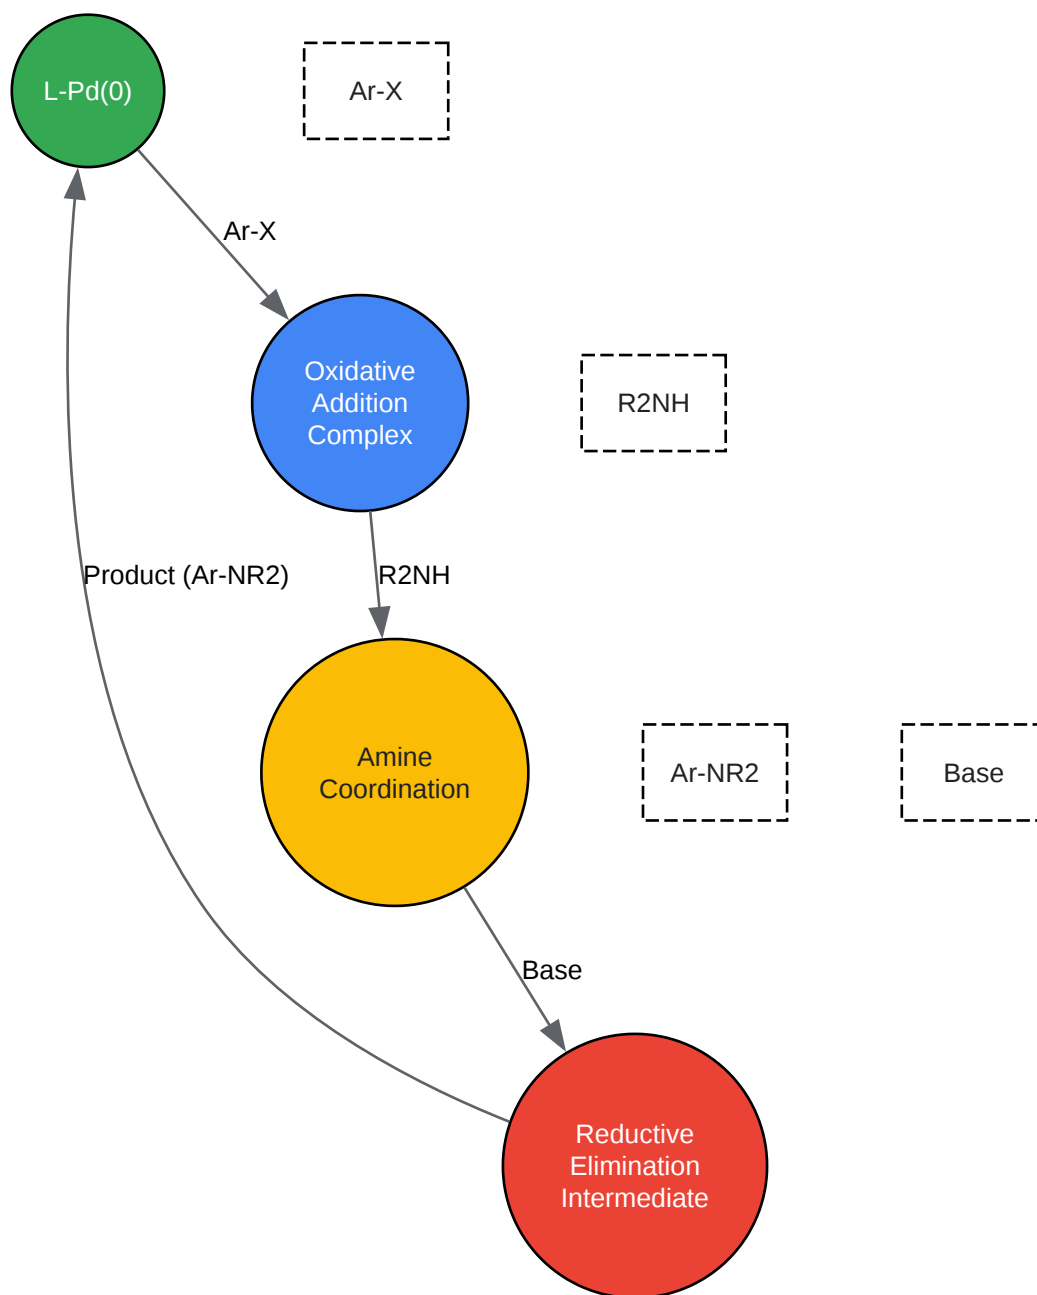 L-Pd(0)
Ar-X
Ar-X
Oxidative
Addition
Complex
R2NH
Product (Ar-NR2)
R2NH
Amine
Coordination
Ar-NR2
Base
Base
Reductive
Elimination
Intermediate